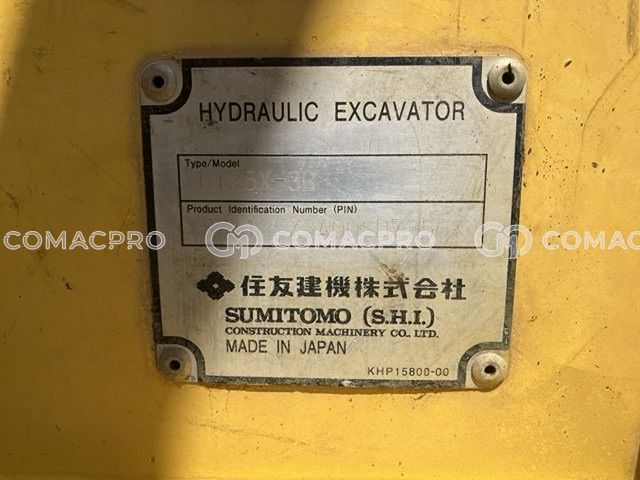 HYDRAULIC EXCAVATOR
Type/Model
Product Identification Number (PIN)
COMACPRO COMACPRO COMACPRO
住友建機株式会社
SUMITOMO (S.H.I.)
CONSTRUCTION MACHINERY CO., LTD.
MADE IN JAPAN
KHP15800-00